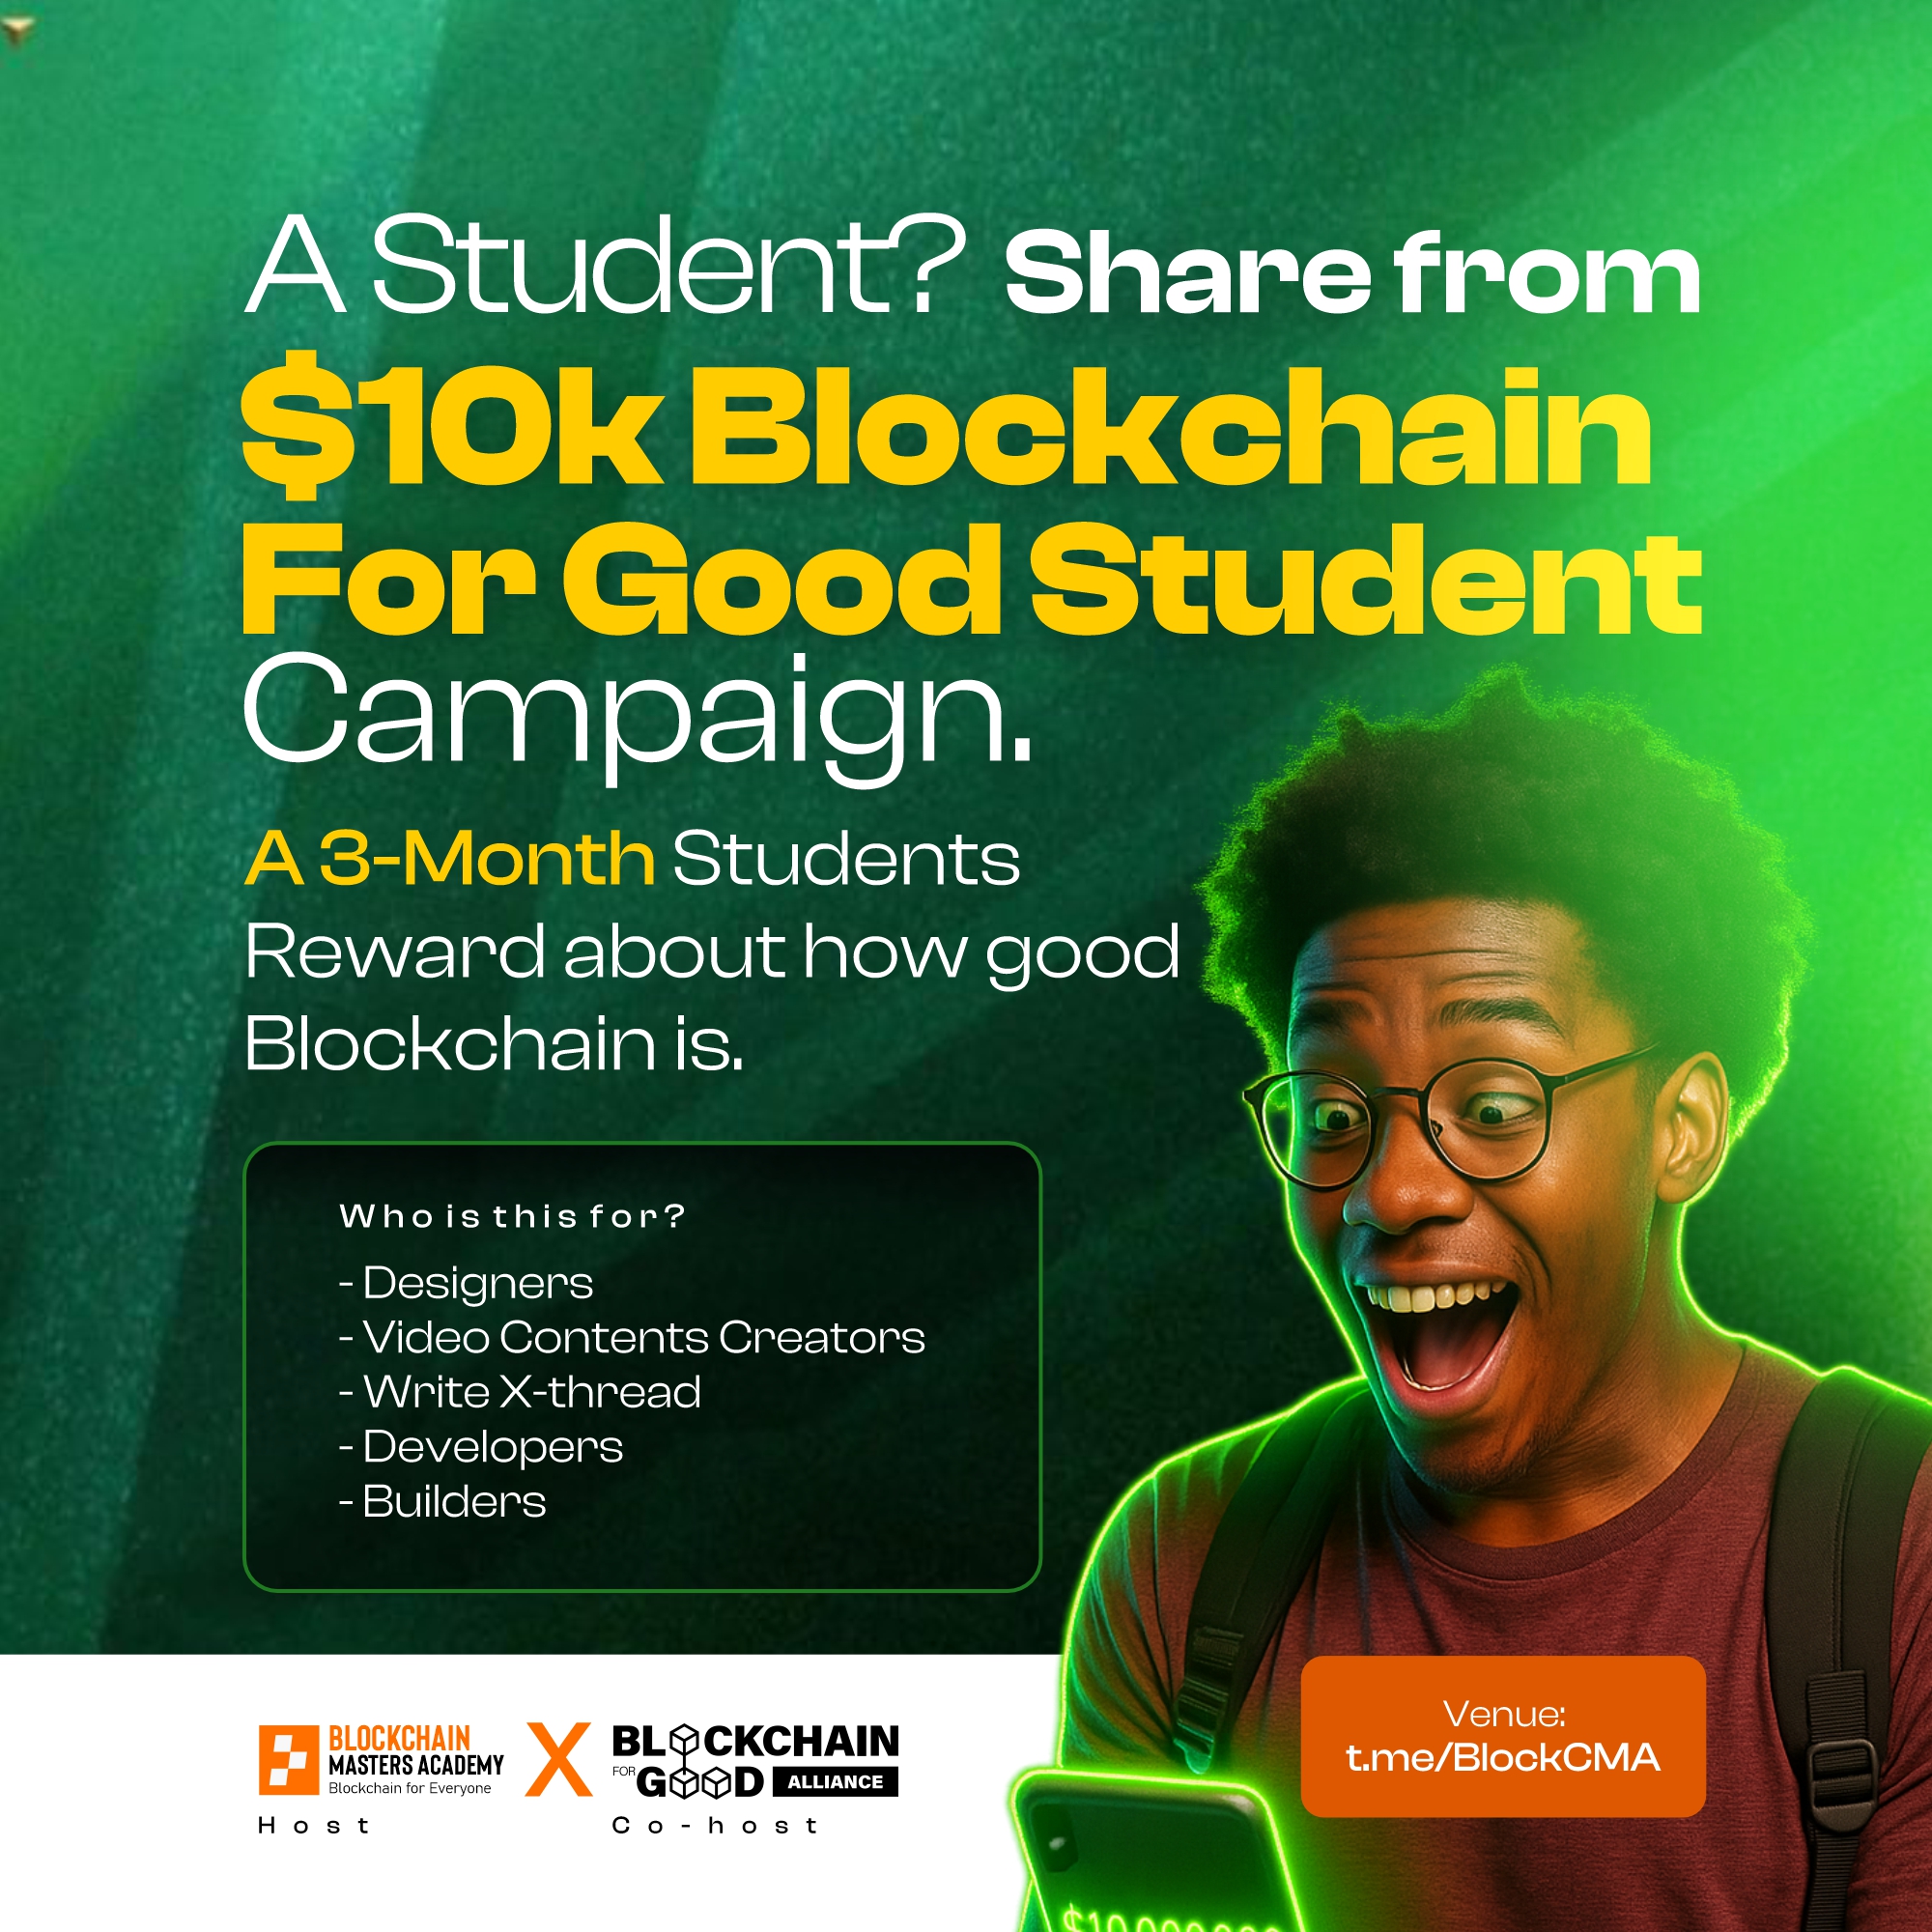 A Student? Share from
$10k Blockchain
For Good Student
Campaign.
A 3-Month Students
Reward about how good
Blockchain is.
Who is this for?
- Designers
- Video Contents Creators
- Write X-thread
- Developers
- Builders
BLOCKCHAIN
MASTERS ACADEMY
Blockchain for Everyone
Host
X
BLOCKCHAIN
FOR GOOD ALLIANCE
Co-host
Venue:
t.me/BlockCMA